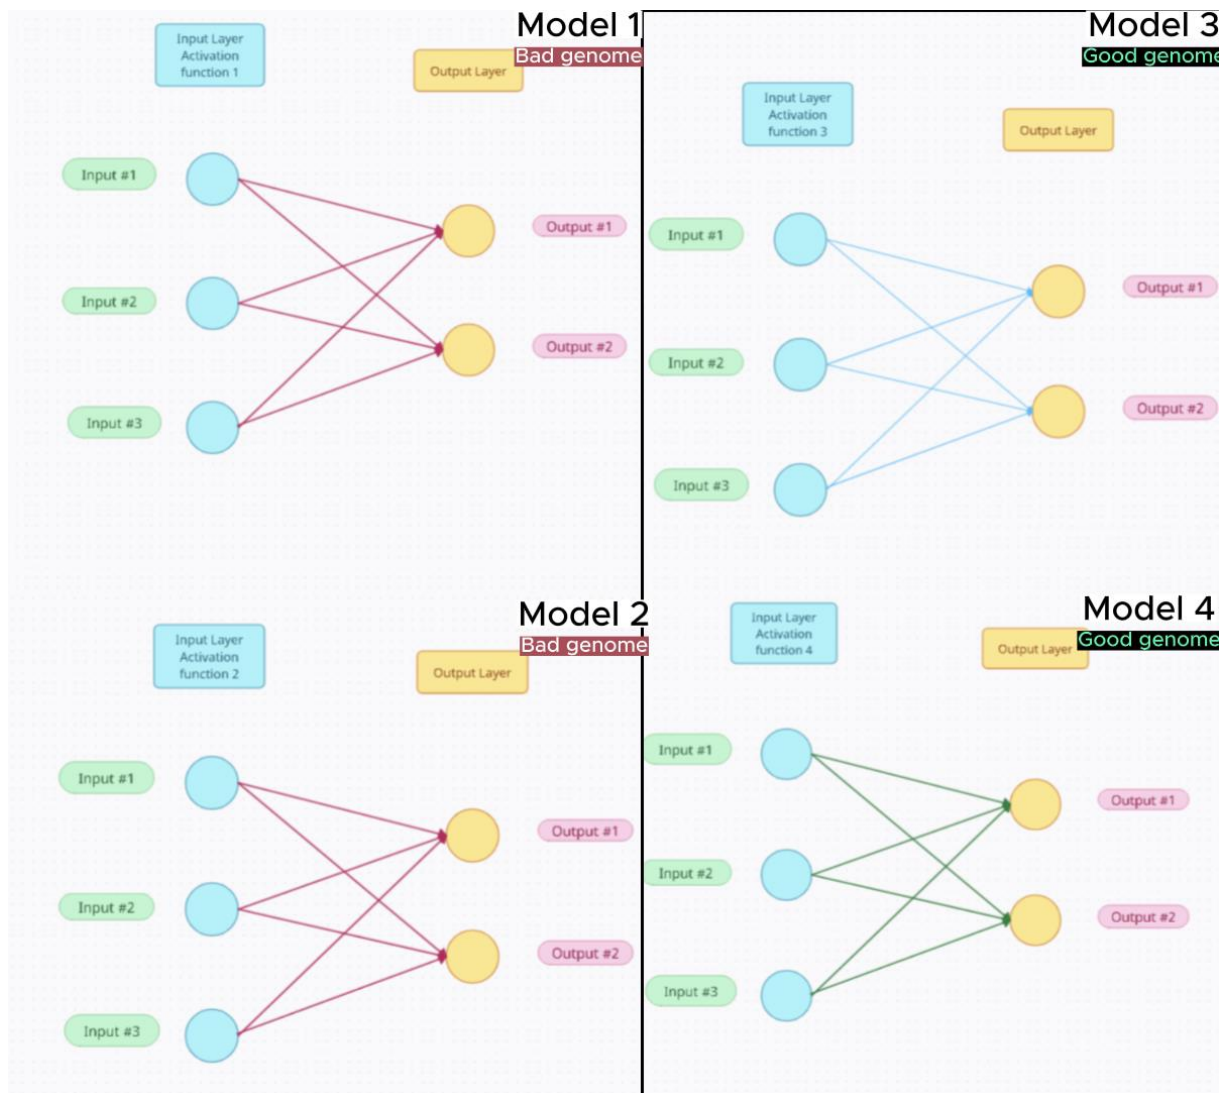 Model 1
Bad genome
Input Layer
Activation
function 1
Output Layer
Input #1
Output #1
Input #2
Output #2
Input #3
Model 3
Good genome
Input Layer
Activation
function 3
Output Layer
Input #1
Output #1
Input #2
Output #2
Input #3
Model 2
Bad genome
Input Layer
Activation
function 2
Output Layer
Input #1
Output #1
Input #2
Output #2
Input #3
Model 4
Good genome
Input Layer
Activation
function 4
Output Layer
Input #1
Output #1
Input #2
Output #2
Input #3